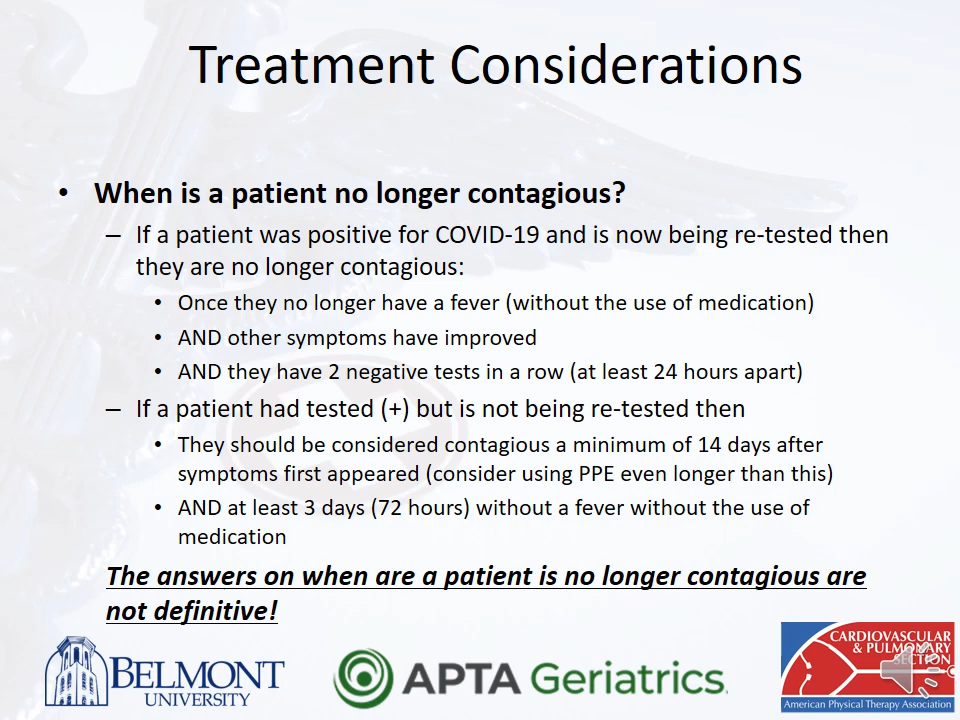 Treatment Considerations
• When is a patient no longer contagious?
– If a patient was positive for COVID-19 and is now being re-tested then
they are no longer contagious:
• Once they no longer have a fever (without the use of medication)
• AND other symptoms have improved
• AND they have 2 negative tests in a row (at least 24 hours apart)
– If a patient had tested (+) but is not being re-tested then
• They should be considered contagious a minimum of 14 days after
symptoms first appeared (consider using PPE even longer than this)
• AND at least 3 days (72 hours) without a fever without the use of
medication
The answers on when are a patient is no longer contagious are
not definitive!
BELMONT
UNIVERSITY
APTA Geriatrics
CARDIOVASCULAR
& PULMONARY
SECTION
American Physical Therapy Association